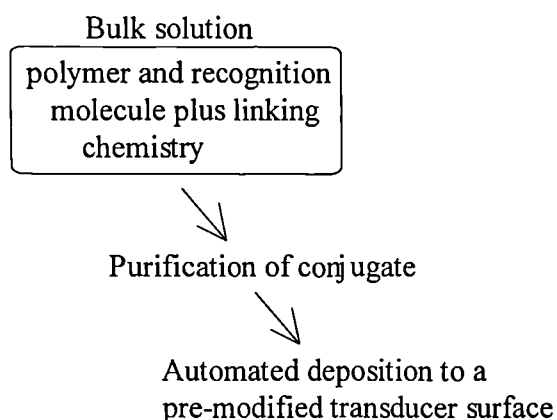 Bulk solution
polymer and recognition
molecule plus linking
chemistry
Purification of conjugate
Automated deposition to a
pre-modified transducer surface